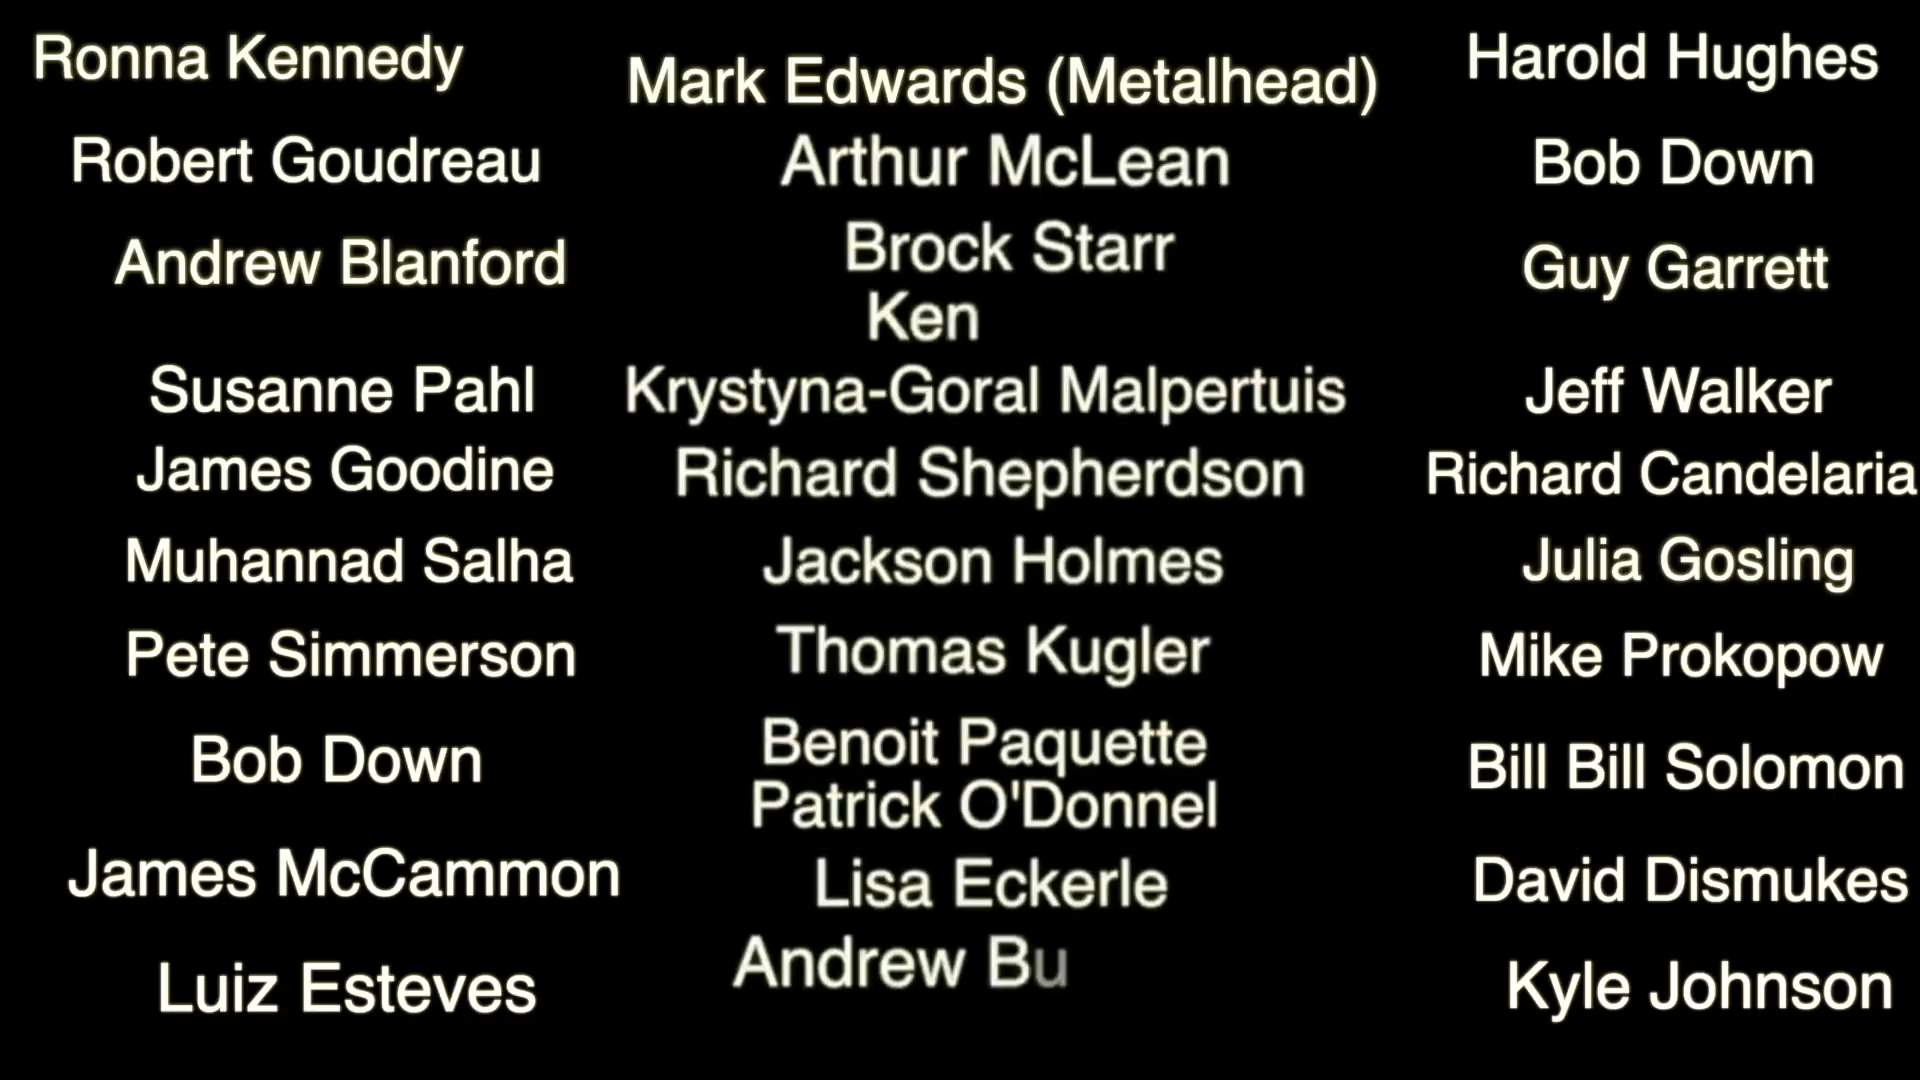 Ronna Kennedy
Robert Goudreau
Andrew Blanford
Susanne Pahl
James Goodine
Muhannad Salha
Pete Simmerson
Bob Down
James McCammon
Luiz Esteves
Mark Edwards (Metalhead)
Arthur McLean
Brock Starr
Ken
Krystyna-Goral Malpertuis
Richard Shepherdson
Jackson Holmes
Thomas Kugler
Benoit Paquette
Patrick O'Donnel
Lisa Eckerle
Andrew Bu
Harold Hughes
Bob Down
Guy Garrett
Jeff Walker
Richard Candelaria
Julia Gosling
Mike Prokopow
Bill Bill Solomon
David Dismukes
Kyle Johnson